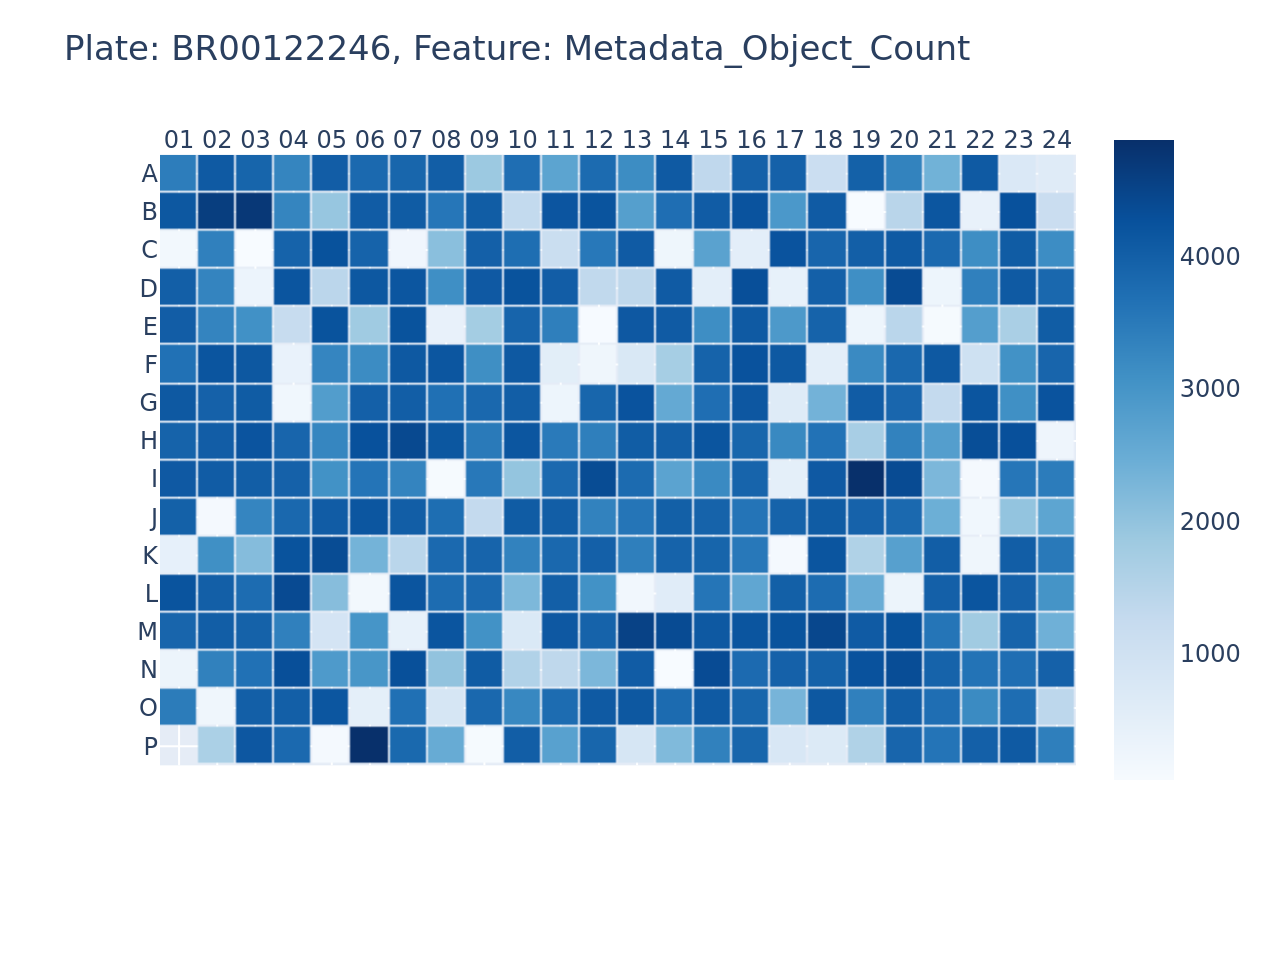 Plate: BR00122246, Feature: Metadata_Object_Count
01 02 03 04 05 06 07 08 09 10 11 12 13 14 15 16 17 18 19 20 21 22 23 24
A
B
C
D
E
F
G
H
I
J
K
L
M
N
O
P
4000
3000
2000
1000